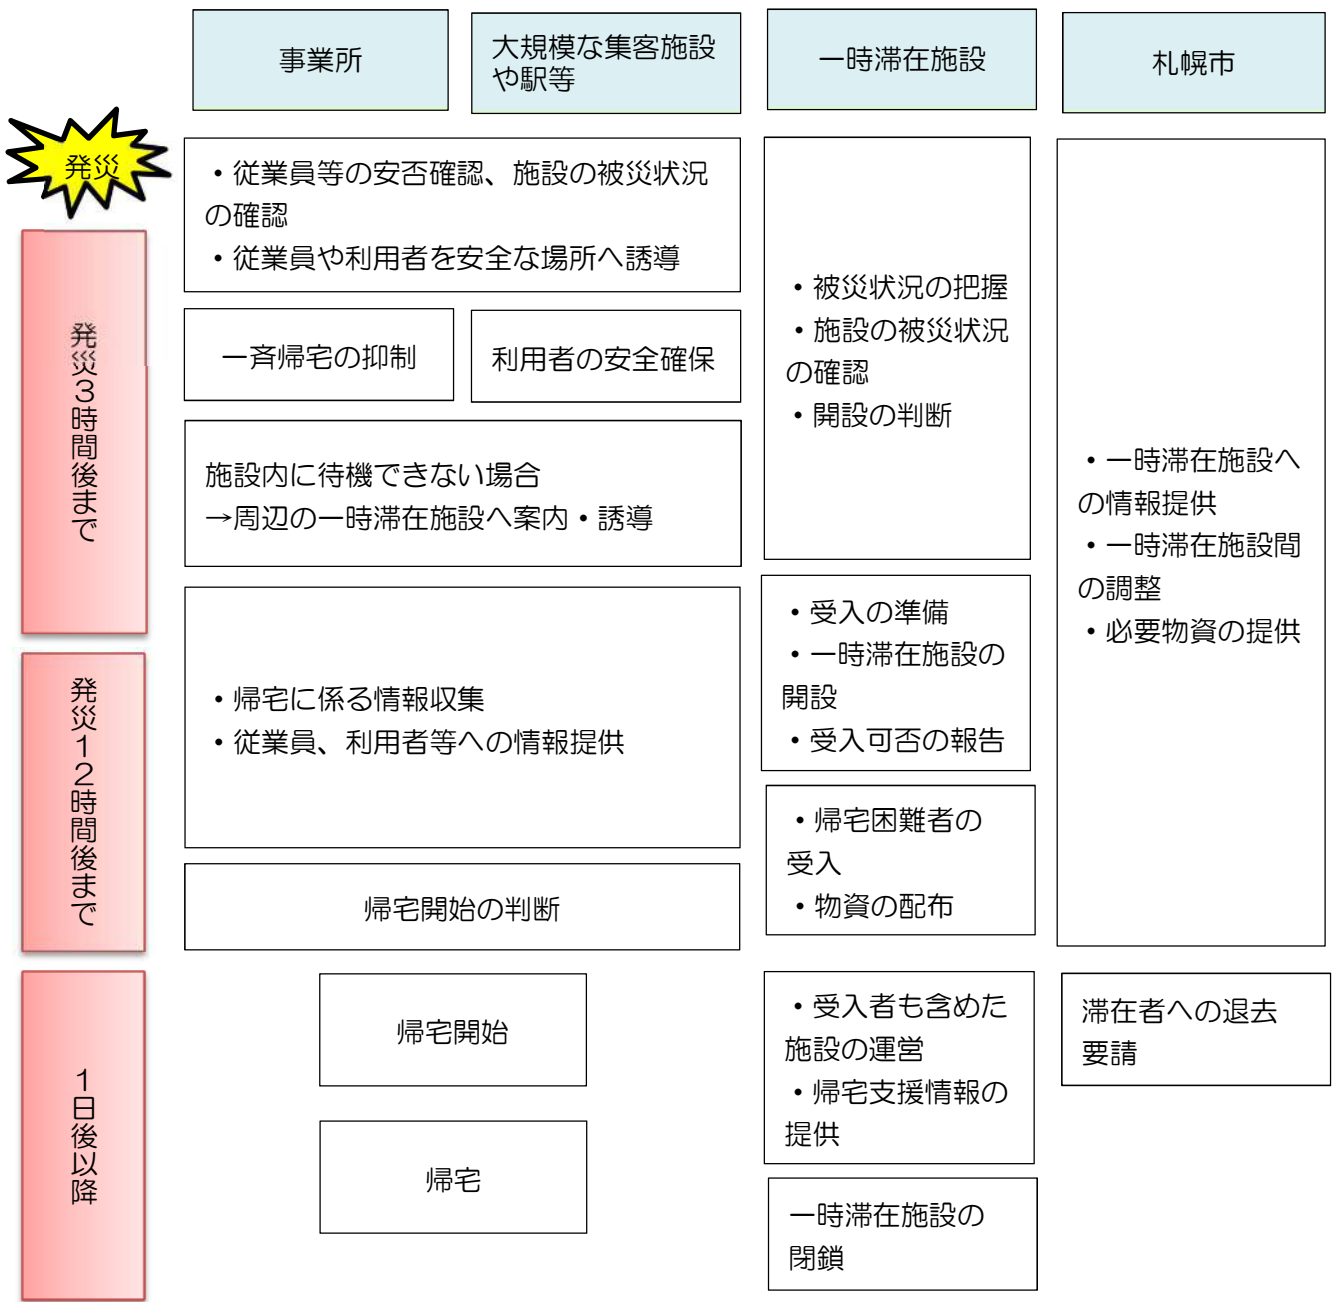 事業所
大規模な集客施設
や駅等
一時滞在施設
札幌市
発災
発災3時間後まで
・従業員等の安否確認、施設の被災状況
の確認
・従業員や利用者を安全な場所へ誘導
一斉帰宅の抑制
利用者の安全確保
施設内に待機できない場合
→周辺の一時滞在施設へ案内・誘導
・被災状況の把握
・施設の被災状況
の確認
・開設の判断
・一時滞在施設へ
の情報提供
・一時滞在施設間
の調整
・必要物資の提供
発災12時間後まで
・帰宅に係る情報収集
・従業員、利用者等への情報提供
帰宅開始の判断
・受入の準備
・一時滞在施設の
開設
・受入可否の報告
・帰宅困難者の
受入
・物資の配布
1日後以降
帰宅開始
帰宅
・受入者も含めた
施設の運営
・帰宅支援情報の
提供
一時滞在施設の
閉鎖
滞在者への退去
要請